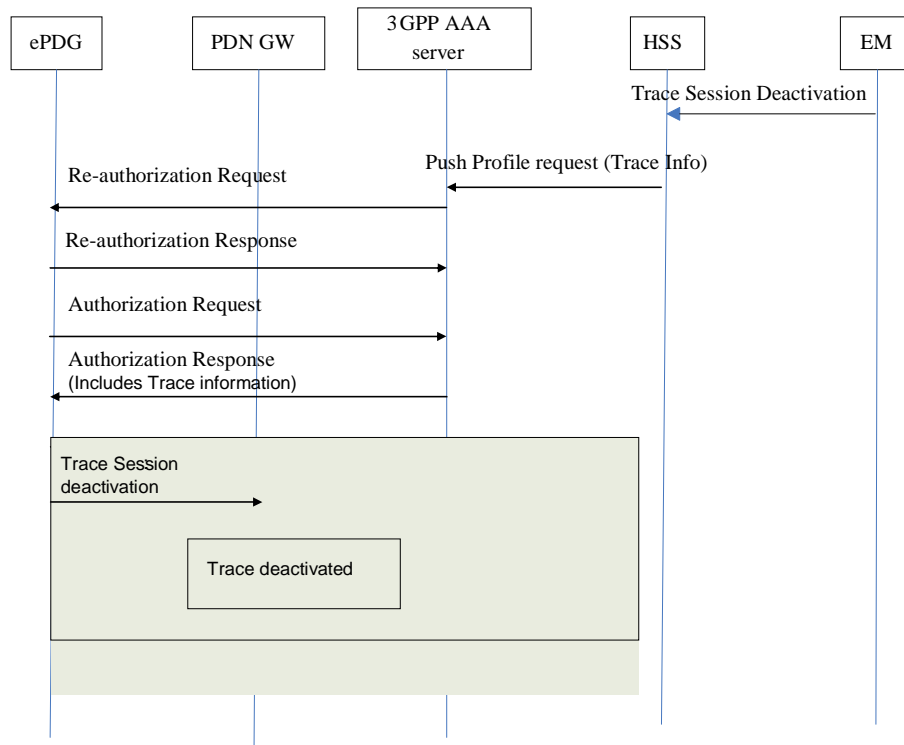 ePDG
PDN GW
3GPP AAA
server
HSS
EM
Trace Session Deactivation
Push Profile request (Trace Info)
Re-authorization Request
Re-authorization Response
Authorization Request
Authorization Response
(Includes Trace information)
Trace Session
deactivation
Trace deactivated